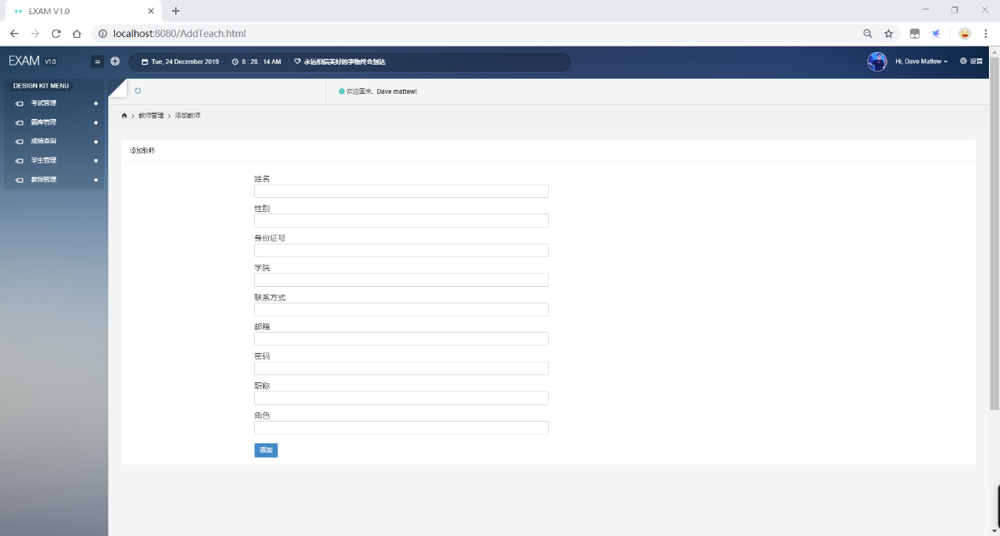 EXAM V1.0
localhost:8080/AddTeach.html
EXAM V1.0
Tue, 24 December 2019
8 : 28 : 14 AM
永远相信美好的事物终会到达
Hi, Dave Mattew
设置
DESIGN KIT MENU
考试管理
题库管理
成绩查询
学生管理
教师管理
欢迎回来, Dave mattew!
教师管理 > 添加教师
添加教师
姓名
性别
身份证号
学院
联系方式
邮箱
密码
职称
角色
添加